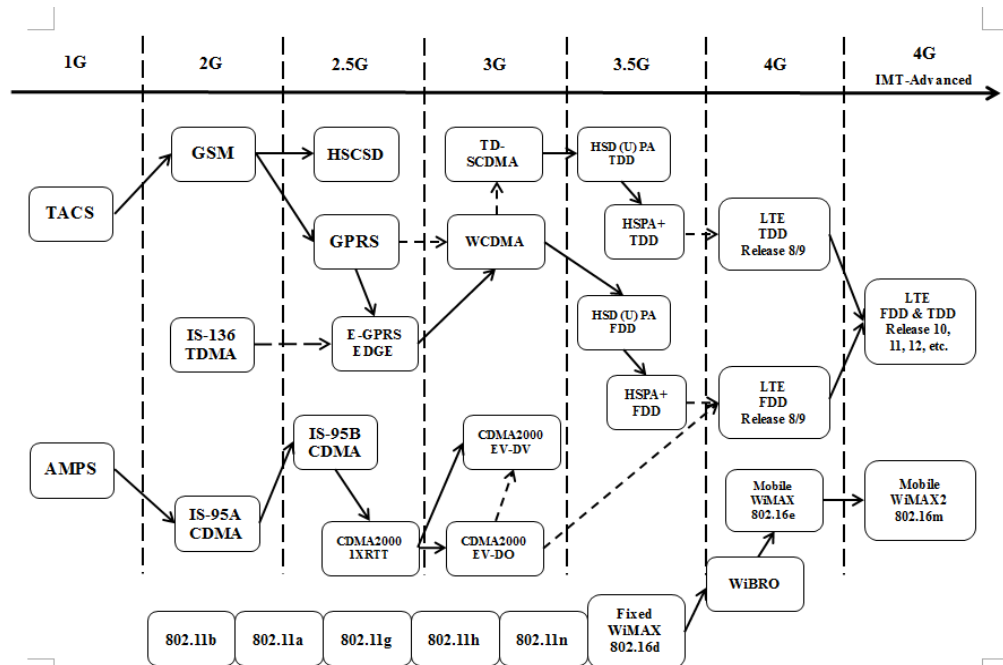 1G
2G
2.5G
3G
3.5G
4G
4G
IMT-Advanced
GSM
HSCSD
TD-
SCDMA
HSD (U) PA
TDD
TACS
GPRS
WCDMA
HSPA+
TDD
LTE
TDD
Release 8/9
HSD (U) PA
FDD
LTE
FDD & TDD
Release 10,
11, 12, etc.
IS-136
TDMA
E-GPRS
EDGE
HSPA+
FDD
LTE
FDD
Release 8/9
AMPS
IS-95B
CDMA
CDMA2000
EV-DV
Mobile
WiMAX
802.16e
Mobile
WiMAX2
802.16m
IS-95A
CDMA
CDMA2000
1XRTT
CDMA2000
EV-DO
WiBRO
802.11b
802.11a
802.11g
802.11h
802.11n
Fixed
WiMAX
802.16d